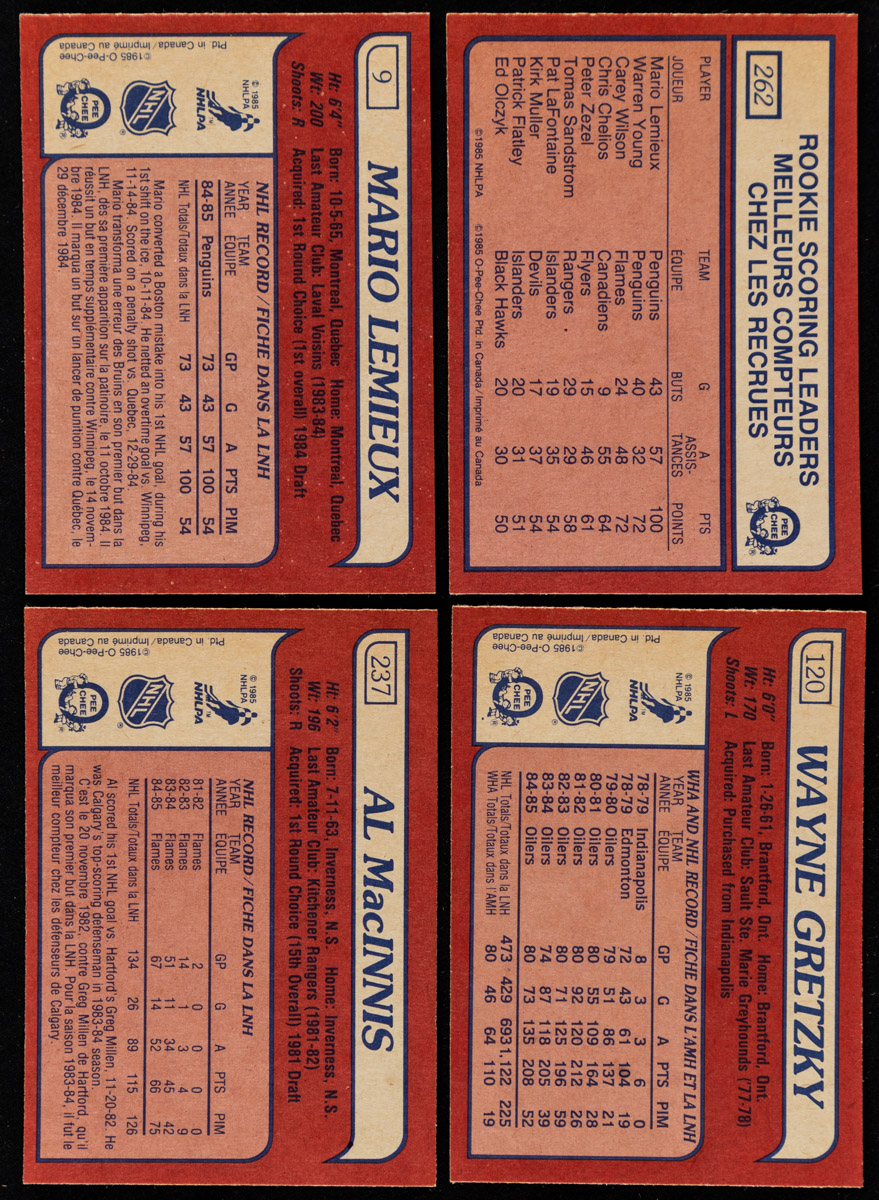 9
MARIO LEMIEUX
Ht: 6'4" Born: 10-5-65, Montreal, Quebec Home: Montreal, Quebec
Wt: 200 Last Amateur Club: Laval Voisins (1983-84)
Shoots: R Acquired: 1st Round Choice (1st overall) 1984 Draft
© 1985
NHLPA
NHLPA
NHL
O PEE CHEE
©1985 O-Pee-Chee
Ptd. in Canada/Imprimé au Canada
NHL RECORD/FICHE DANS LA LNH
YEAR TEAM
ANNÉE ÉQUIPE GP G A PTS PIM
84-85 Penguins 73 43 57 100 54
NHL Totals/Totaux dans la LNH 73 43 57 100 54
Mario converted a Boston mistake into his 1st NHL goal, during his
1st shift on the ice, 10-11-84. He netted an overtime goal vs. Winnipeg,
11-14-84. Scored on a penalty shot vs. Quebec, 12-29-84.
Mario transforma une erreur des Bruins en son premier but dans la
LNH, dès sa première apparition sur la patinoire, le 11 octobre 1984. Il
réussit un but en temps supplémentaire contre Winnipeg, le 14 novem-
bre 1984. Il marqua un but sur un lancer de punition contre Québec, le
29 décembre 1984.
262
ROOKIE SCORING LEADERS
MEILLEURS COMPTEURS
CHEZ LES RECRUES
O PEE CHEE
PLAYER TEAM G A PTS
JOUEUR ÉQUIPE BUTS ASSIS-TANCES POINTS
Mario Lemieux Penguins 43 57 100
Warren Young Penguins 40 32 72
Carey Wilson Flames 24 48 72
Chris Chelios Canadiens 9 55 64
Peter Zezel Flyers 15 46 61
Tomas Sandstrom Rangers 29 29 58
Pat LaFontaine Islanders 19 35 54
Kirk Muller Devils 17 37 54
Patrick Flatley Islanders 20 31 51
Ed Olczyk Black Hawks 20 30 50
©1985 NHLPA ©1985 O-Pee-Chee Ptd. in Canada/Imprimé au Canada
237
AL MacINNIS
Ht: 6'2" Born: 7-11-63, Inverness, N.S. Home: Inverness, N.S.
Wt: 196 Last Amateur Club: Kitchener Rangers (1981-82)
Shoots: R Acquired: 1st Round Choice (15th Overall) 1981 Draft
© 1985
NHLPA
NHLPA
NHL
O PEE CHEE
©1985 O-Pee-Chee
Ptd. in Canada/Imprimé au Canada
NHL RECORD/FICHE DANS LA LNH
YEAR TEAM
ANNÉE ÉQUIPE GP G A PTS PIM
81-82 Flames 2 0 0 0 0
82-83 Flames 14 1 3 4 9
83-84 Flames 51 11 34 45 42
84-85 Flames 67 14 52 66 75
NHL Totals/Totaux dans la LNH 134 26 89 115 126
Al scored his 1st NHL goal vs. Hartford's Greg Millen, 11-20-82. He
was Calgary's top-scoring defenseman in 1983-84 season.
C'est le 20 novembre 1982, contre Greg Millen de Hartford, qu'il
marqua son premier but dans la LNH. Pour la saison 1983-84, il fut le
meilleur compteur chez les défenseurs de Calgary.
120
WAYNE GRETZKY
Ht: 6'0" Born: 1-26-61, Brantford, Ont. Home: Brantford, Ont.
Wt: 170 Last Amateur Club: Sault Ste. Marie Greyhounds ('77-78)
Shoots: L Acquired: Purchased from Indianapolis
© 1985
NHLPA
NHLPA
NHL
O PEE CHEE
©1985 O-Pee-Chee
Ptd. in Canada/Imprimé au Canada
WHA AND NHL RECORD/FICHE DANS L'AMH ET LA LNH
YEAR TEAM
ANNÉE ÉQUIPE GP G A PTS PIM
78-79 Indianapolis 8 3 3 6 0
78-79 Edmonton 72 43 61 104 19
79-80 Oilers 79 51 86 137 21
80-81 Oilers 80 55 109 164 28
81-82 Oilers 80 92 120 212 26
82-83 Oilers 80 71 125 196 59
83-84 Oilers 74 87 118 205 39
84-85 Oilers 80 73 135 208 52
NHL Totals/Totaux dans la LNH 473 429 693 1,122 225
WHA Totals/Totaux dans l'AMH 80 46 64 110 19